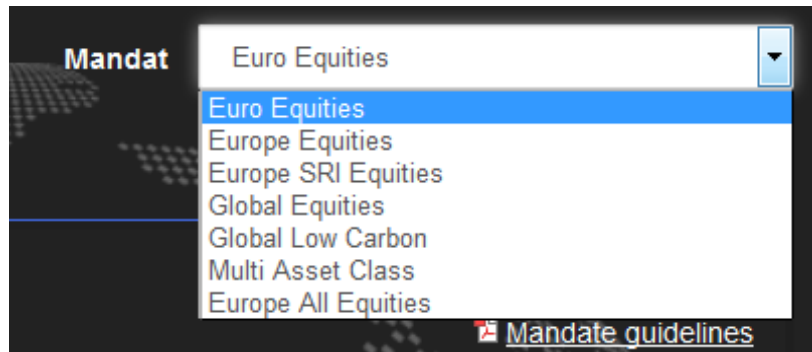 Mandat Euro Equities
Euro Equities
Europe Equities
Europe SRI Equities
Global Equities
Global Low Carbon
Multi Asset Class
Europe All Equities
Mandate guidelines